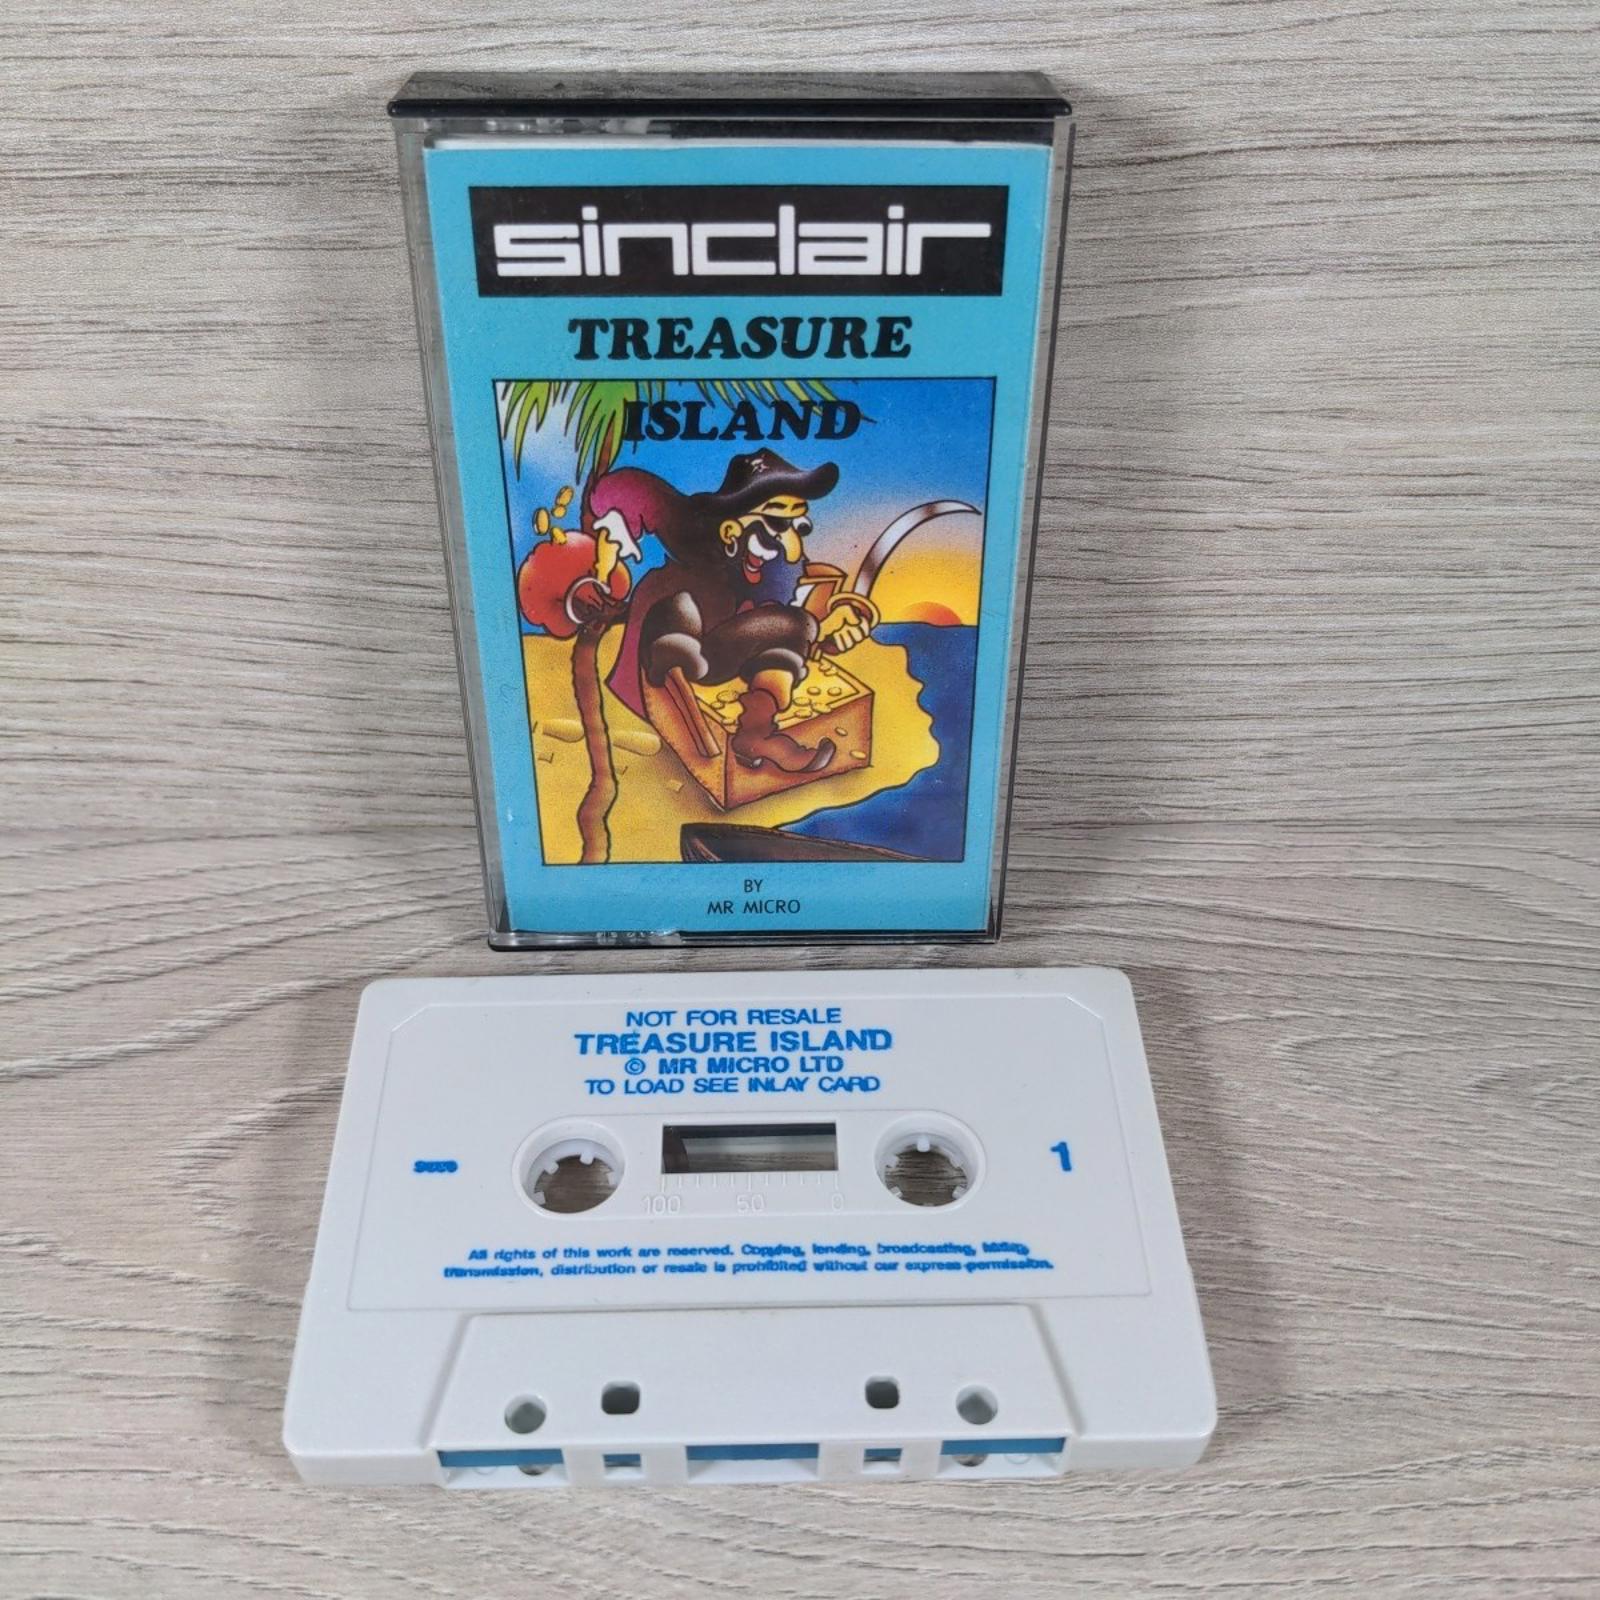 sinclair
TREASURE
ISLAND
BY
MR MICRO
NOT FOR RESALE
TREASURE ISLAND
© MR MICRO LTD
TO LOAD SEE INLAY CARD
1
100 50 0
All rights of this work are reserved. Copying, lending, broadcasting,
transmission, distribution or resale is prohibited without our express permission.